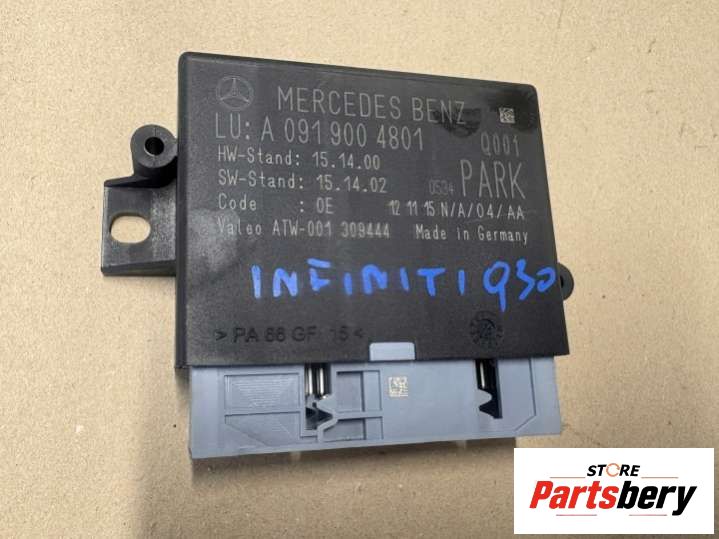 MERCEDES BENZ
LU: A 091 900 4801 Q001
HW-Stand: 15.14.00
SW-Stand: 15.14.02 0534 PARK
Code : 0E 12 11 15 N/A/04/AA
Valeo ATW-001 309444 Made in Germany
INFINITI Q30
> PA 66 GF 15 <
STORE
Partsbery